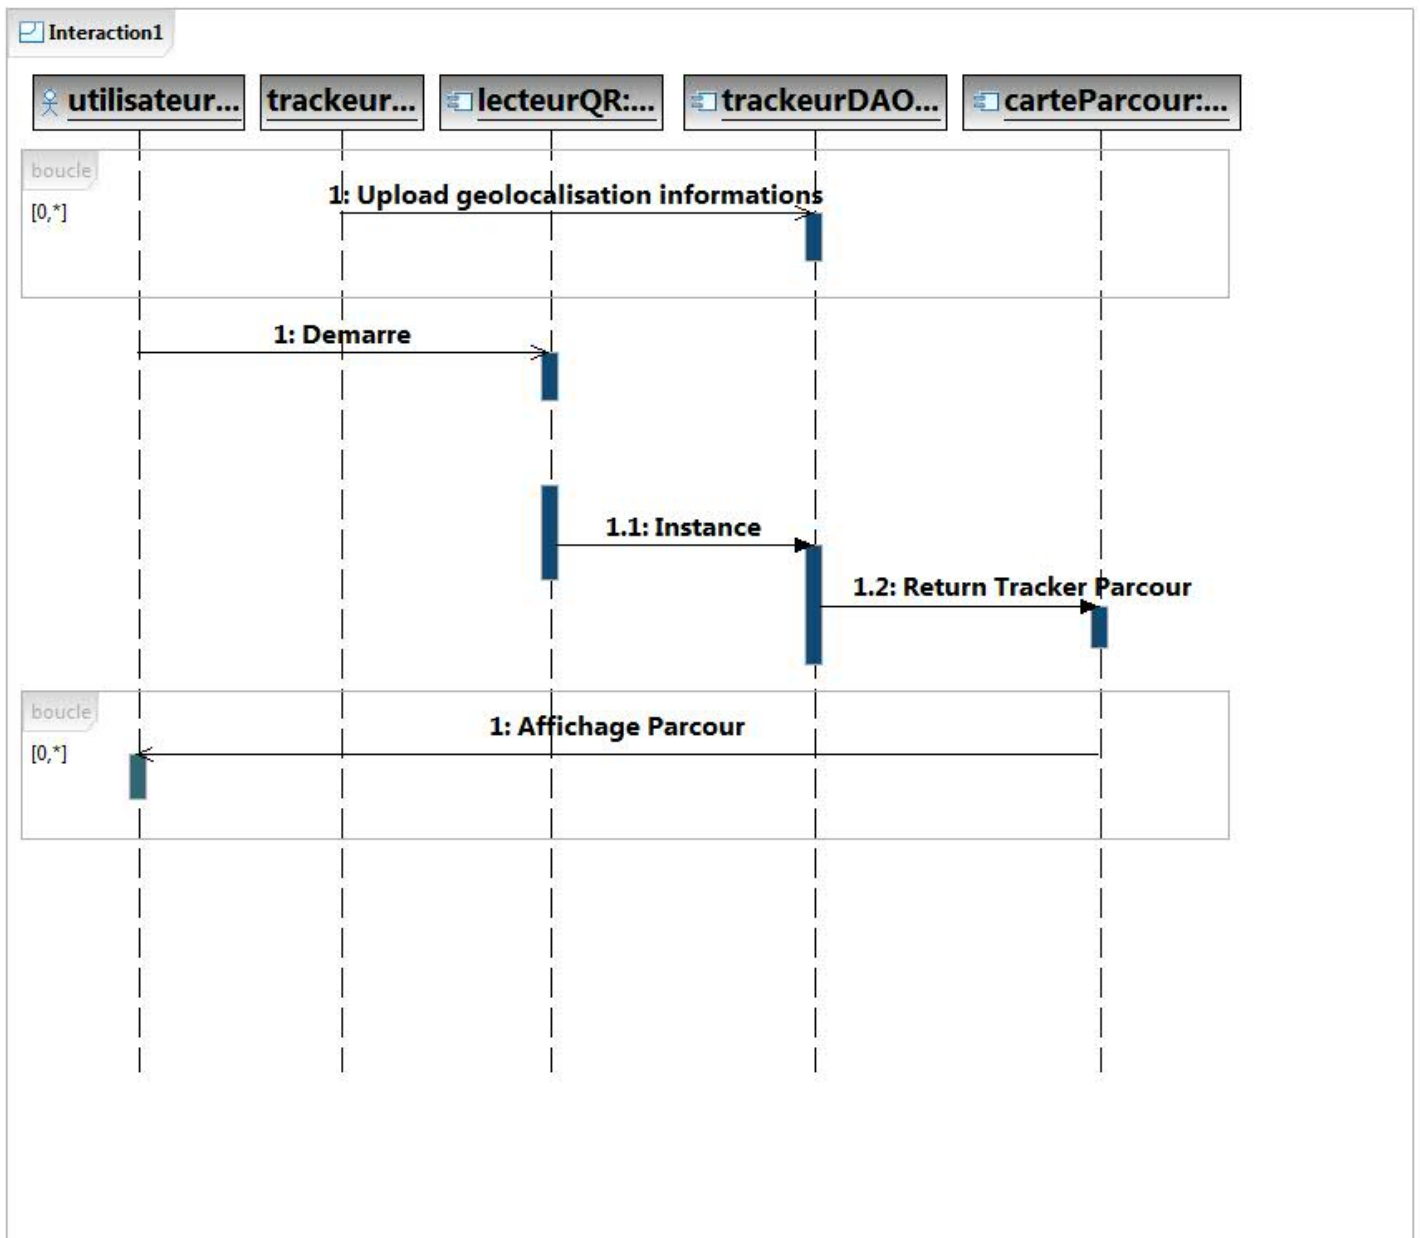 Interaction1
utilisateur...
trackeur...
lecteurQR:...
trackeurDAO...
carteParcour:...
boucle
[0,*]
1: Upload geolocalisation informations
1: Demarre
1.1: Instance
1.2: Return Tracker Parcour
boucle
[0,*]
1: Affichage Parcour